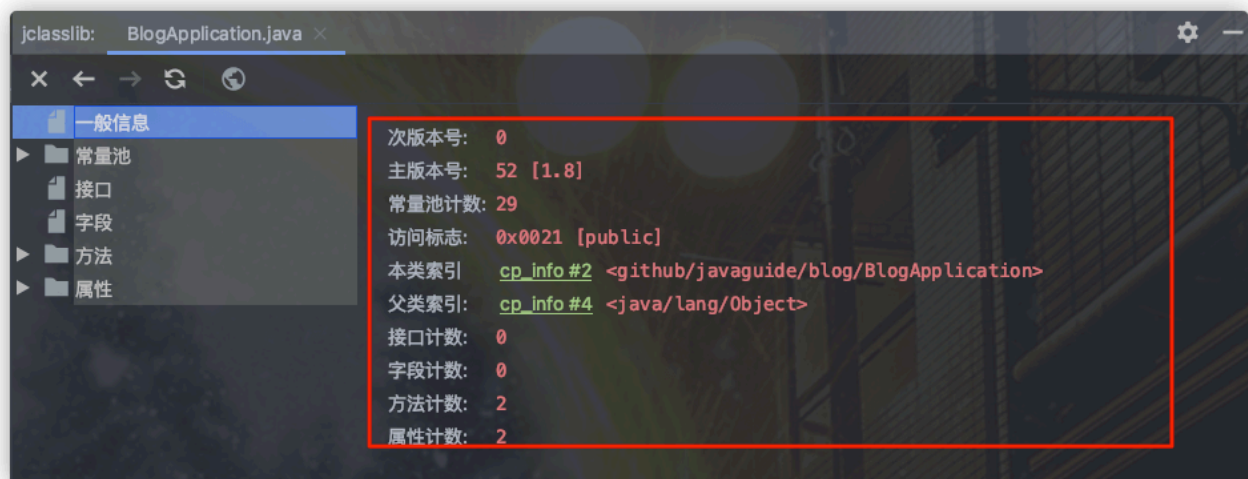 jclasslib: BlogApplication.java
一般信息
常量池
接口
字段
方法
属性
次版本号: 0
主版本号: 52 [1.8]
常量池计数: 29
访问标志: 0x0021 [public]
本类索引 cp_info #2 <github/javaguide/blog/BlogApplication>
父类索引: cp_info #4 <java/lang/Object>
接口计数: 0
字段计数: 0
方法计数: 2
属性计数: 2